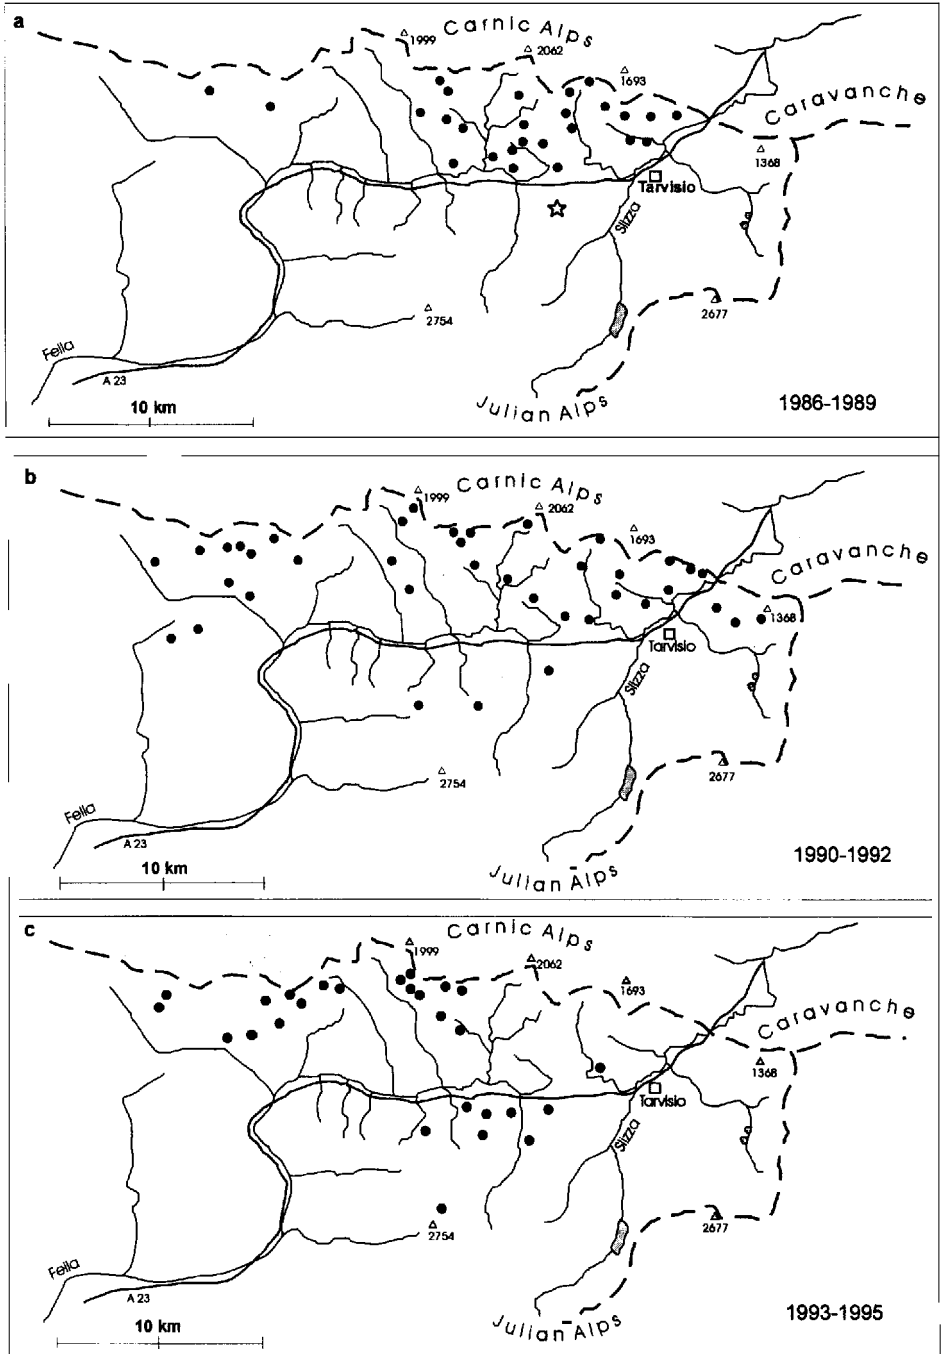 a
Carnic Alps
1999
2062
1693
Caravanche
1368
Tarvisio
Slizza
2677
2754
Fella
A 23
Julian Alps
10 km
1986-1989
b
Carnic Alps
1999
2062
1693
Caravanche
1368
Tarvisio
Slizza
2677
2754
Fella
A 23
10 km
Julian Alps
1990-1992
c
Carnic Alps
1999
2062
1693
Caravanche
1368
Tarvisio
Slizza
2677
2754
Fella
A 23
10 km
Julian Alps
1993-1995